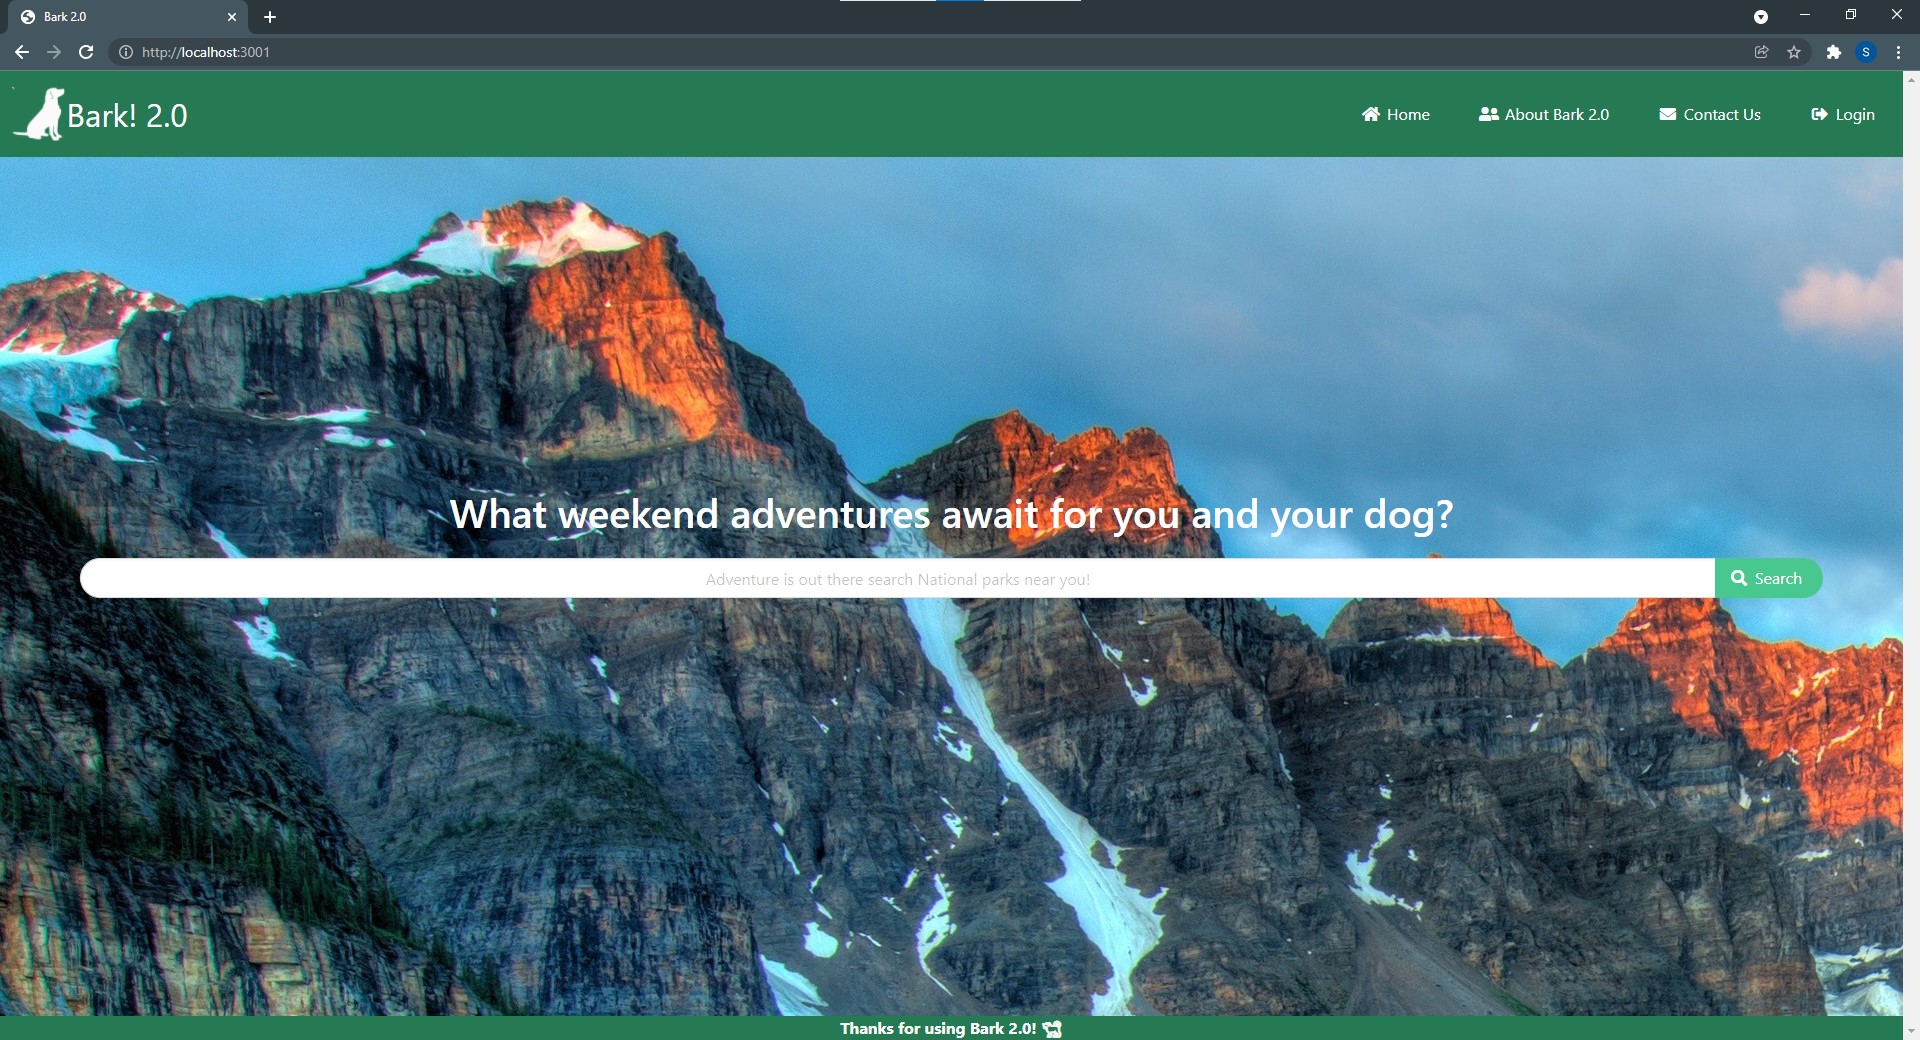 Bark 2.0
http://localhost:3001
S
Bark! 2.0
Home
About Bark 2.0
Contact Us
Login
What weekend adventures await for you and your dog?
Adventure is out there search National parks near you!
Search
Thanks for using Bark 2.0!